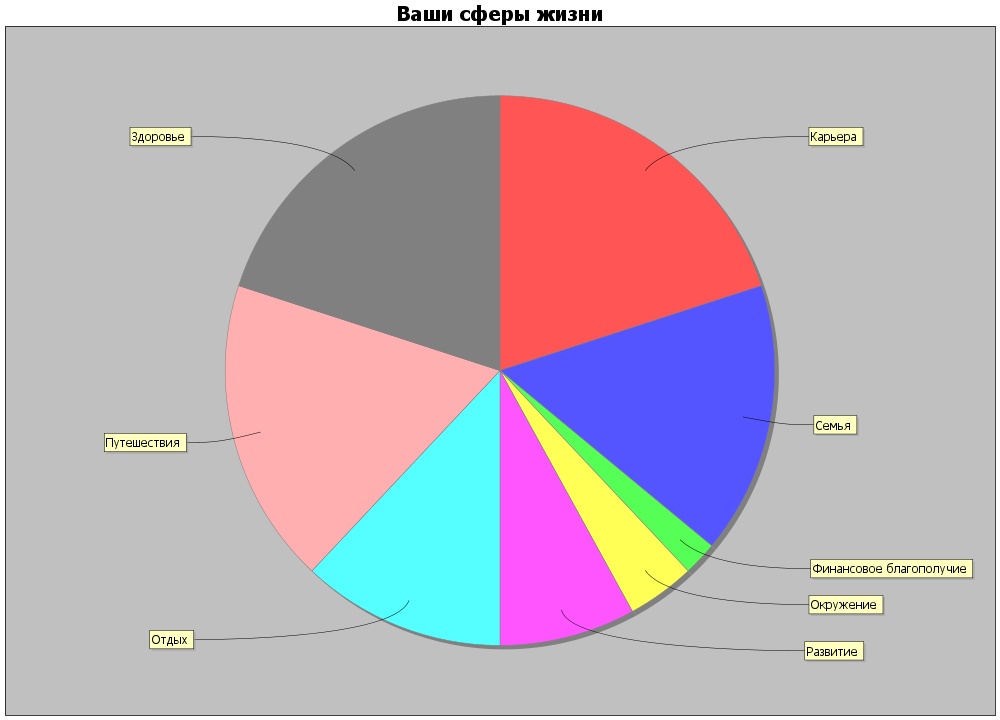 Ваши сферы жизни
Здоровье
Карьера
Семья
Путешествия
Финансовое благополучие
Окружение
Отдых
Развитие